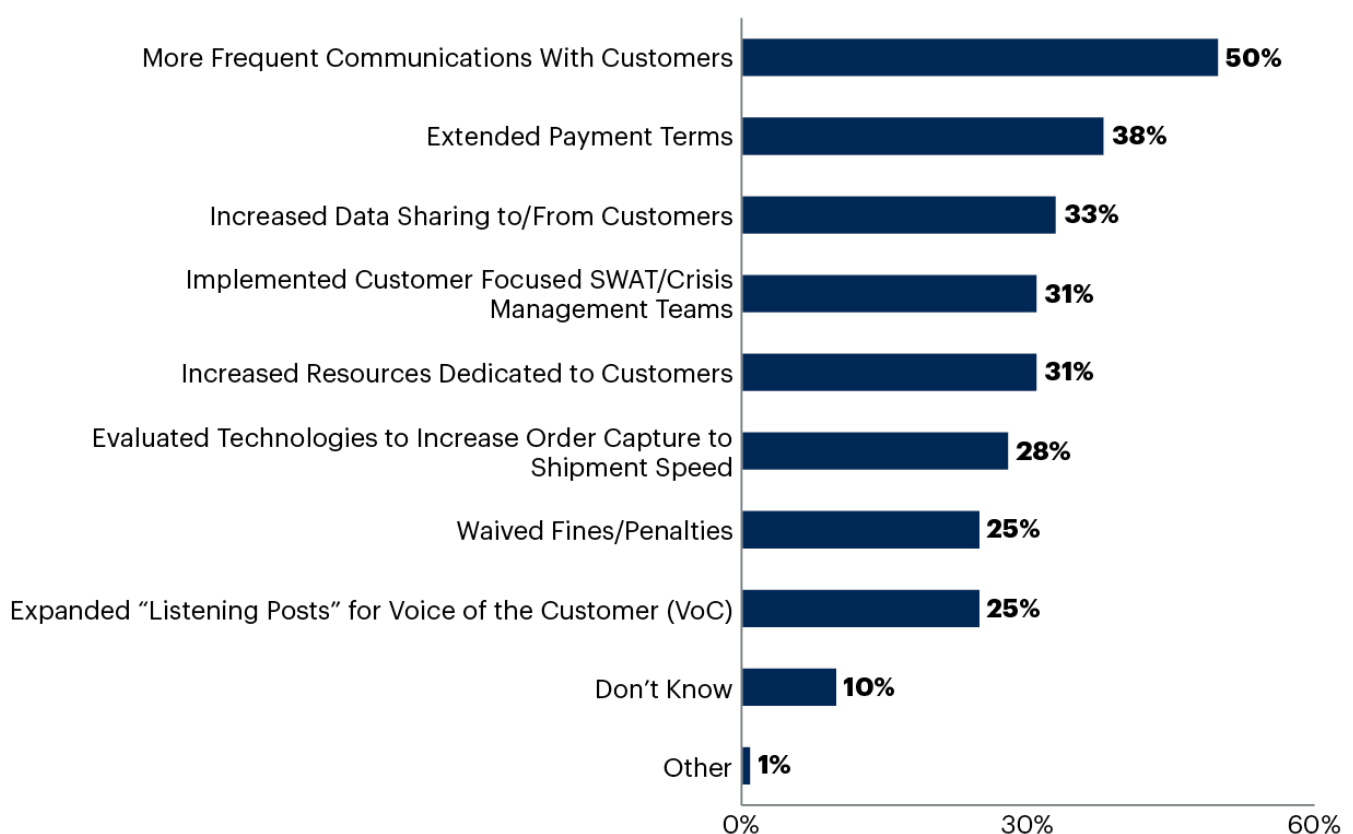 More Frequent Communications With Customers 50%
Extended Payment Terms 38%
Increased Data Sharing to/From Customers 33%
Implemented Customer Focused SWAT/Crisis
Management Teams 31%
Increased Resources Dedicated to Customers 31%
Evaluated Technologies to Increase Order Capture to
Shipment Speed 28%
Waived Fines/Penalties 25%
Expanded “Listening Posts” for Voice of the Customer (VoC) 25%
Don’t Know 10%
Other 1%
0% 30% 60%